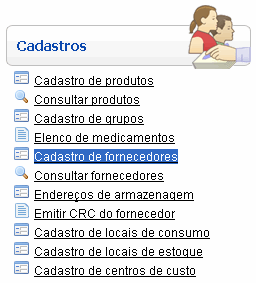 Cadastros
Cadastro de produtos
Consultar produtos
Cadastro de grupos
Elenco de medicamentos
Cadastro de fornecedores
Consultar fornecedores
Endereços de armazenagem
Emitir CRC do fornecedor
Cadastro de locais de consumo
Cadastro de locais de estoque
Cadastro de centros de custo